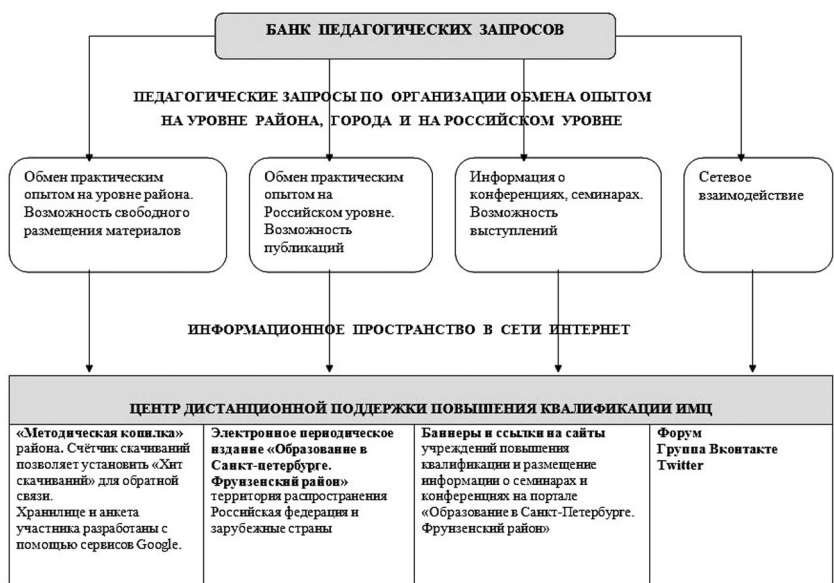 БАНК ПЕДАГОГИЧЕСКИХ ЗАПРОСОВ
ПЕДАГОГИЧЕСКИЕ ЗАПРОСЫ ПО ОРГАНИЗАЦИИ ОБМЕНА ОПЫТОМ
НА УРОВНЕ РАЙОНА, ГОРОДА И НА РОССИЙСКОМ УРОВНЕ
Обмен практическим
опытом на уровне района.
Возможность свободного
размещения материалов
Обмен практическим
опытом на
Российском уровне.
Возможность
публикаций
Информация о
конференциях, семинарах.
Возможность
выступлений
Сетевое
взаимодействие
ИНФОРМАЦИОННОЕ ПРОСТРАНСТВО В СЕТИ ИНТЕРНЕТ
ЦЕНТР ДИСТАНЦИОННОЙ ПОДДЕРЖКИ ПОВЫШЕНИЯ КВАЛИФИКАЦИИ ИМЦ
«Методическая копилка»
района. Счётчик скачиваний
позволяет установить «Хит
скачиваний» для обратной
связи.
Хранилище и анкета
участника разработаны с
помощью сервисов Google.
Электронное периодическое
издание «Образование в
Санкт-петербурге.
Фрунзенский район»
территория распространения
Российская федерация и
зарубежные страны
Баннеры и ссылки на сайты
учреждений повышения
квалификации и размещение
информации о семинарах и
конференциях на портале
«Образование в Санкт-Петербурге.
Фрунзенский район»
Форум
Группа Вконтакте
Twitter